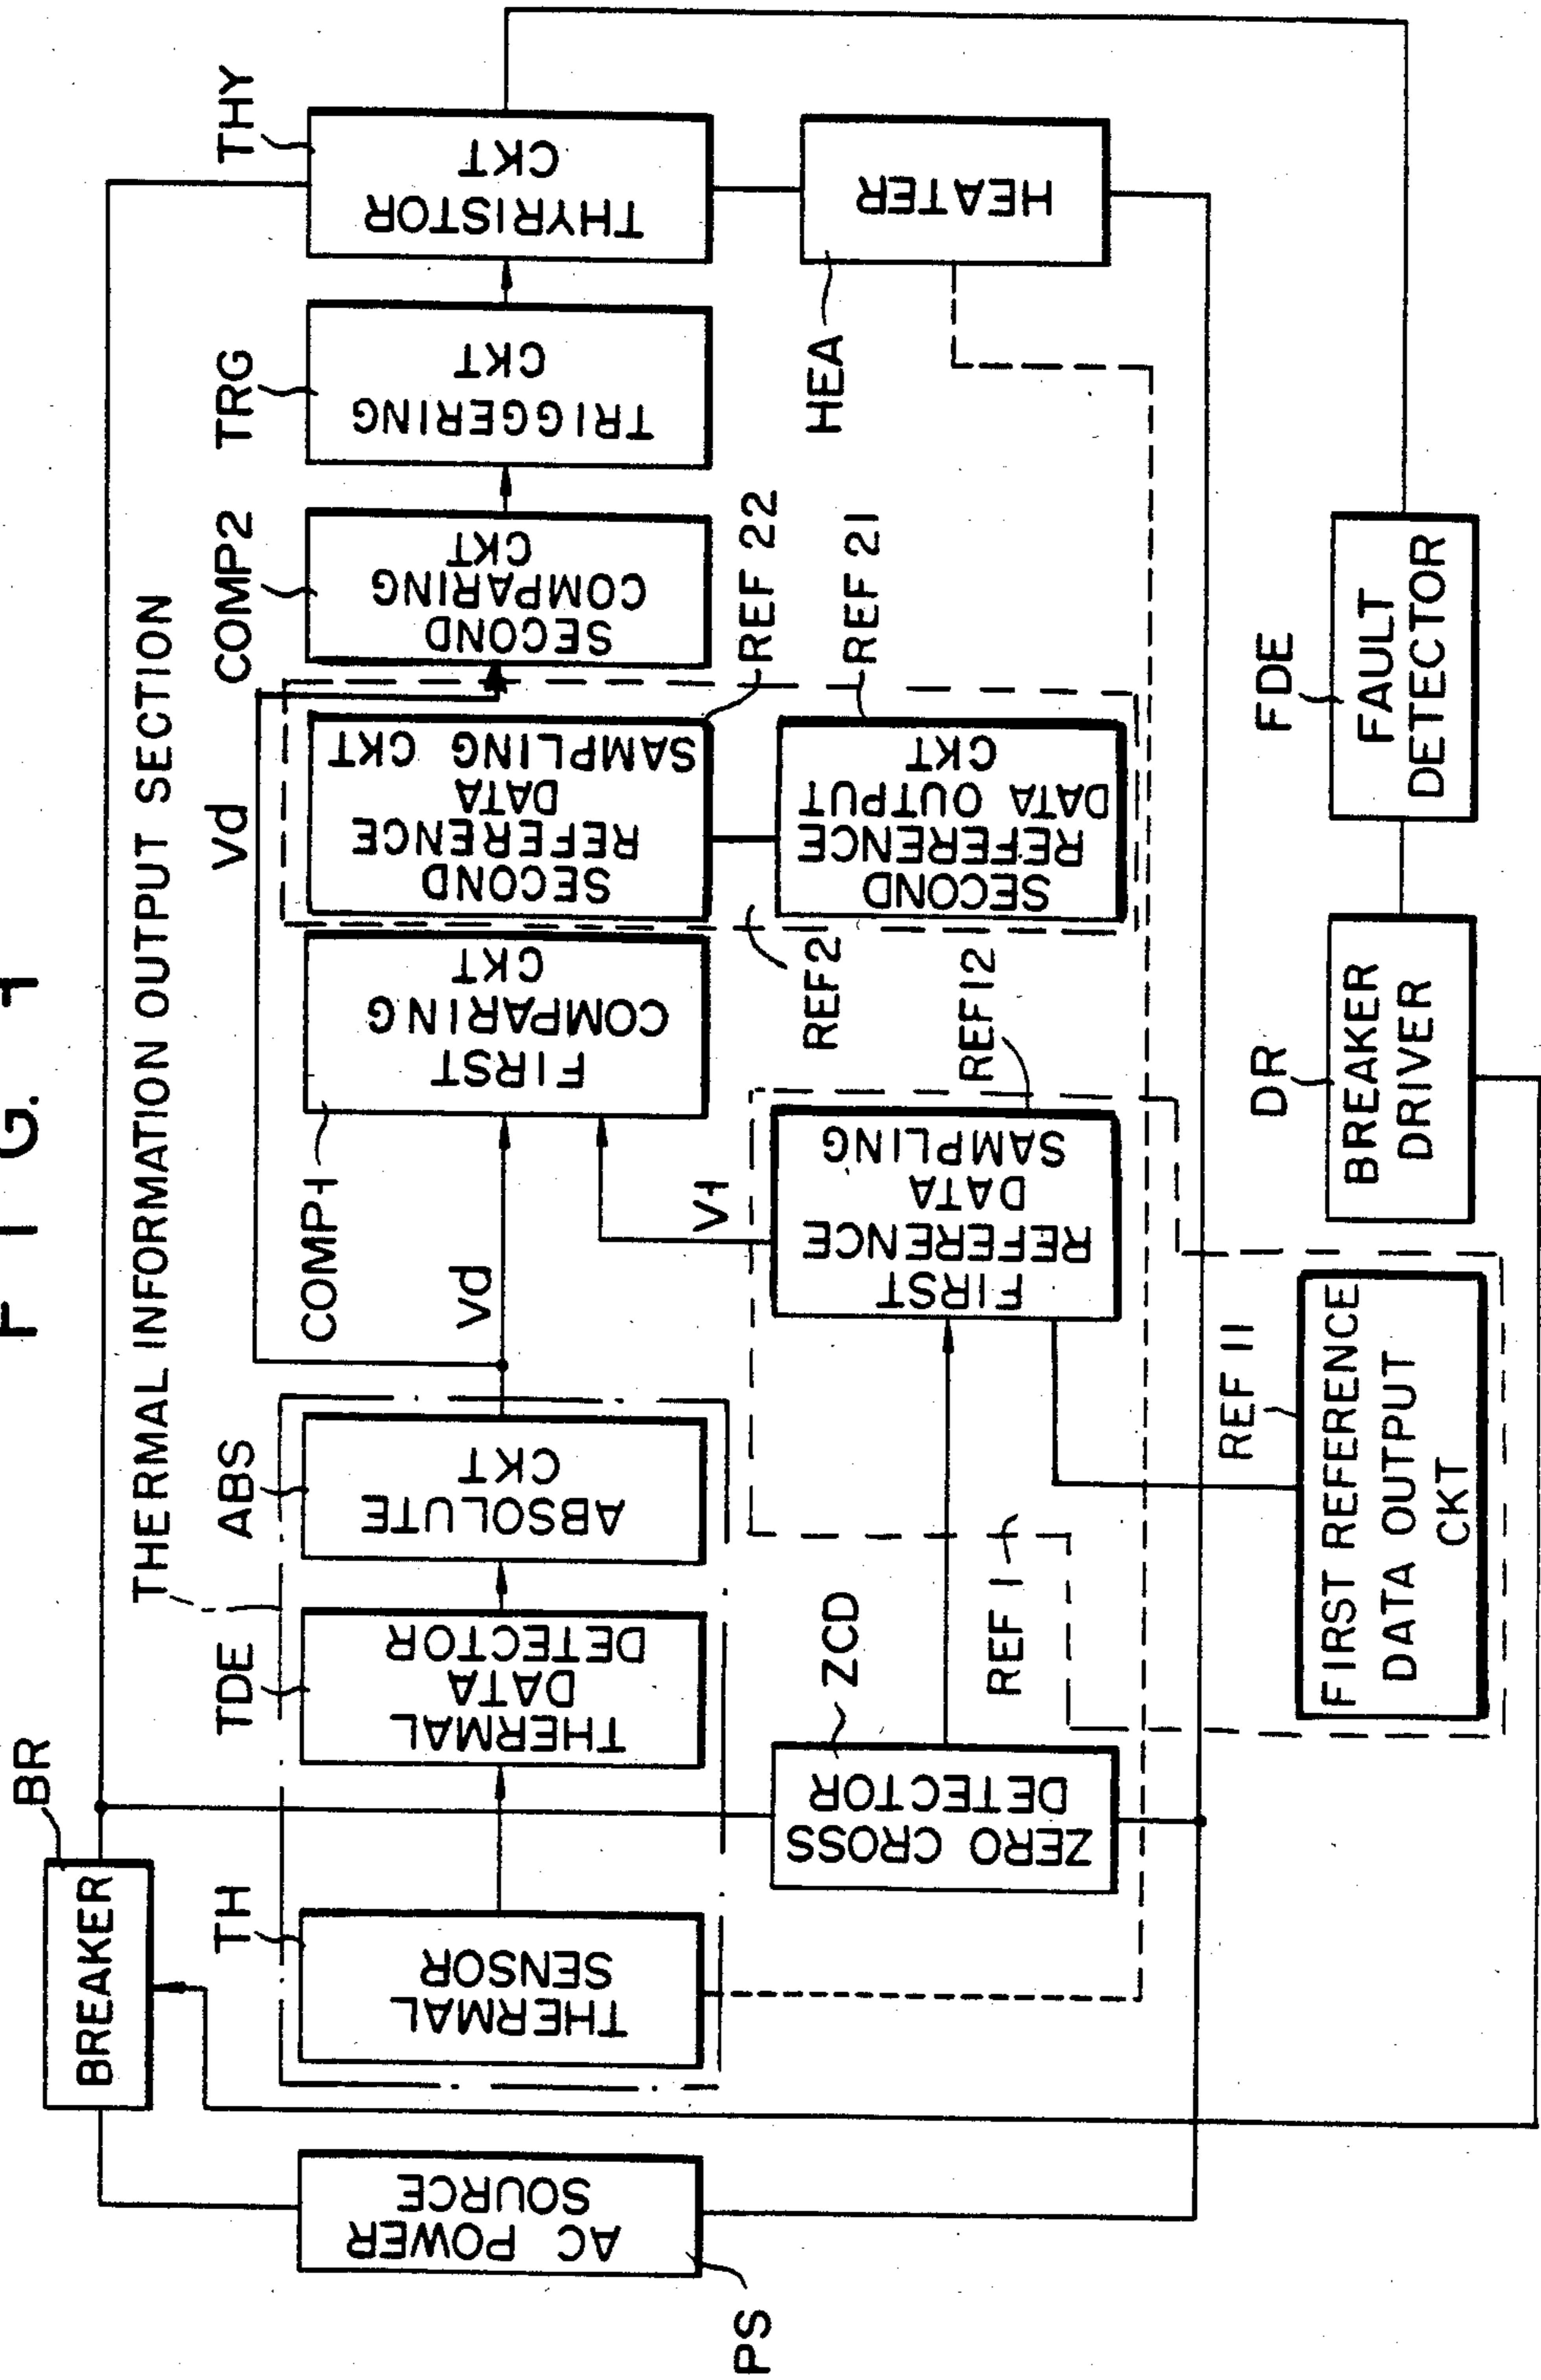 FIG. 1
THERMAL INFORMATION OUTPUT SECTION
BR
BREAKER
PS
AC POWER
SOURCE
TH
THERMAL
SENSOR
TDE
THERMAL
DATA
DETECTOR
ABS
ABSOLUTE
CKT
Vd
Vd
COMP1
FIRST
COMPARING
CKT
REF2
SECOND
REFERENCE
DATA
SAMPLING CKT
REF 22
COMP2
SECOND
COMPARING
CKT
TRG
TRIGGERING
CKT
THY
THYRISTOR
CKT
ZCD
ZERO CROSS
DETECTOR
REF 1
V1
FIRST
REFERENCE
DATA
SAMPLING
REF12
SECOND
REFERENCE
DATA OUTPUT
CKT
REF 21
HEA
HEATER
REF 11
FIRST REFERENCE
DATA OUTPUT
CKT
DR
BREAKER
DRIVER
FDE
FAULT
DETECTOR